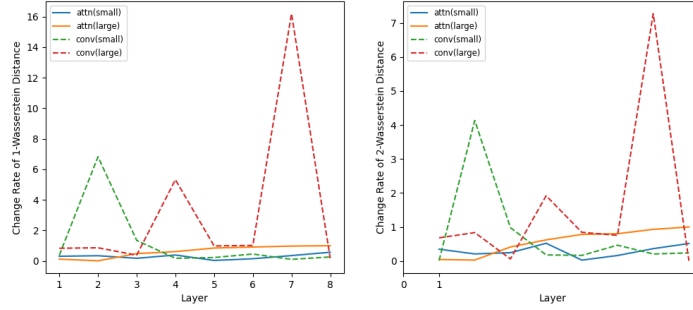 Change Rate of 1-Wasserstein Distance
16
14
12
10
8
6
4
2
0
attn(small)
attn(large)
conv(small)
conv(large)
1 2 3 4 5 6 7 8
Layer
Change Rate of 2-Wasserstein Distance
7
6
5
4
3
2
1
0
attn(small)
attn(large)
conv(small)
conv(large)
0 1
Layer